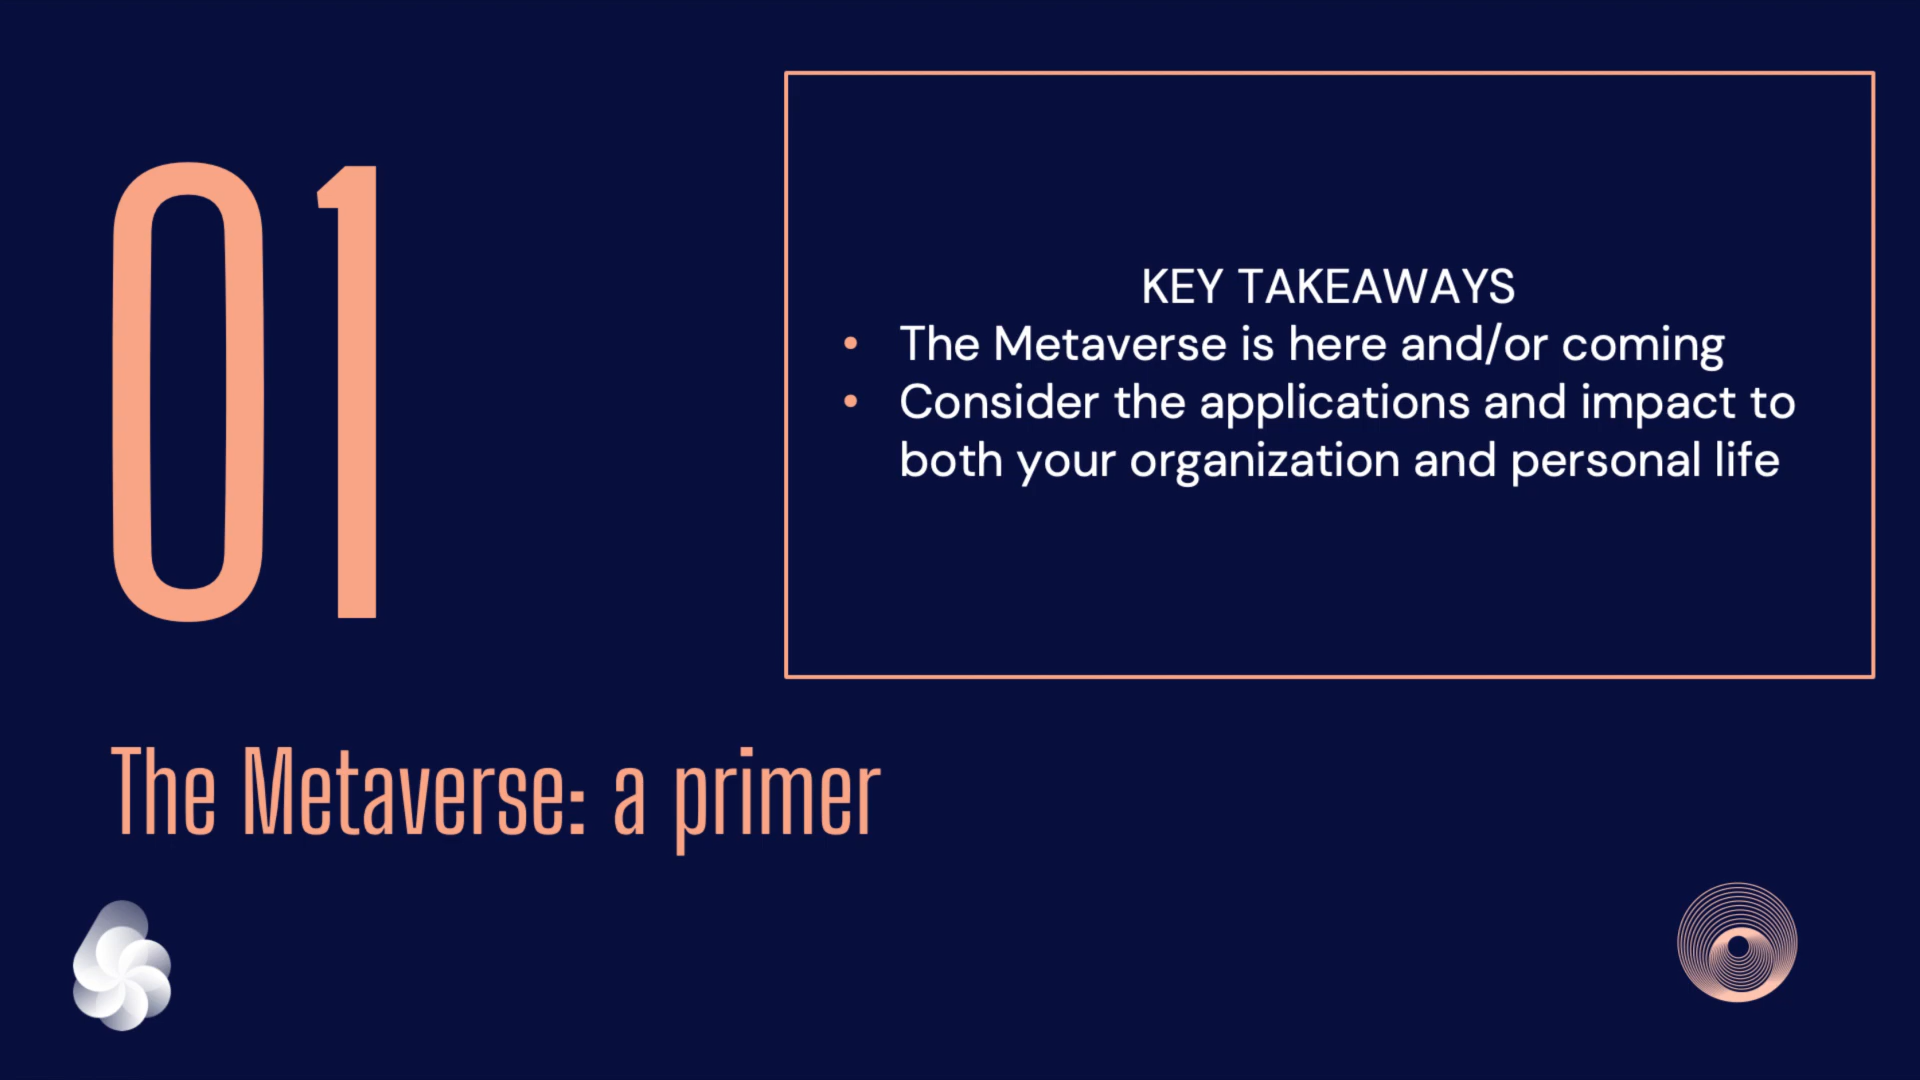 01
KEY TAKEAWAYS
• The Metaverse is here and/or coming
• Consider the applications and impact to
both your organization and personal life
The Metaverse: a primer